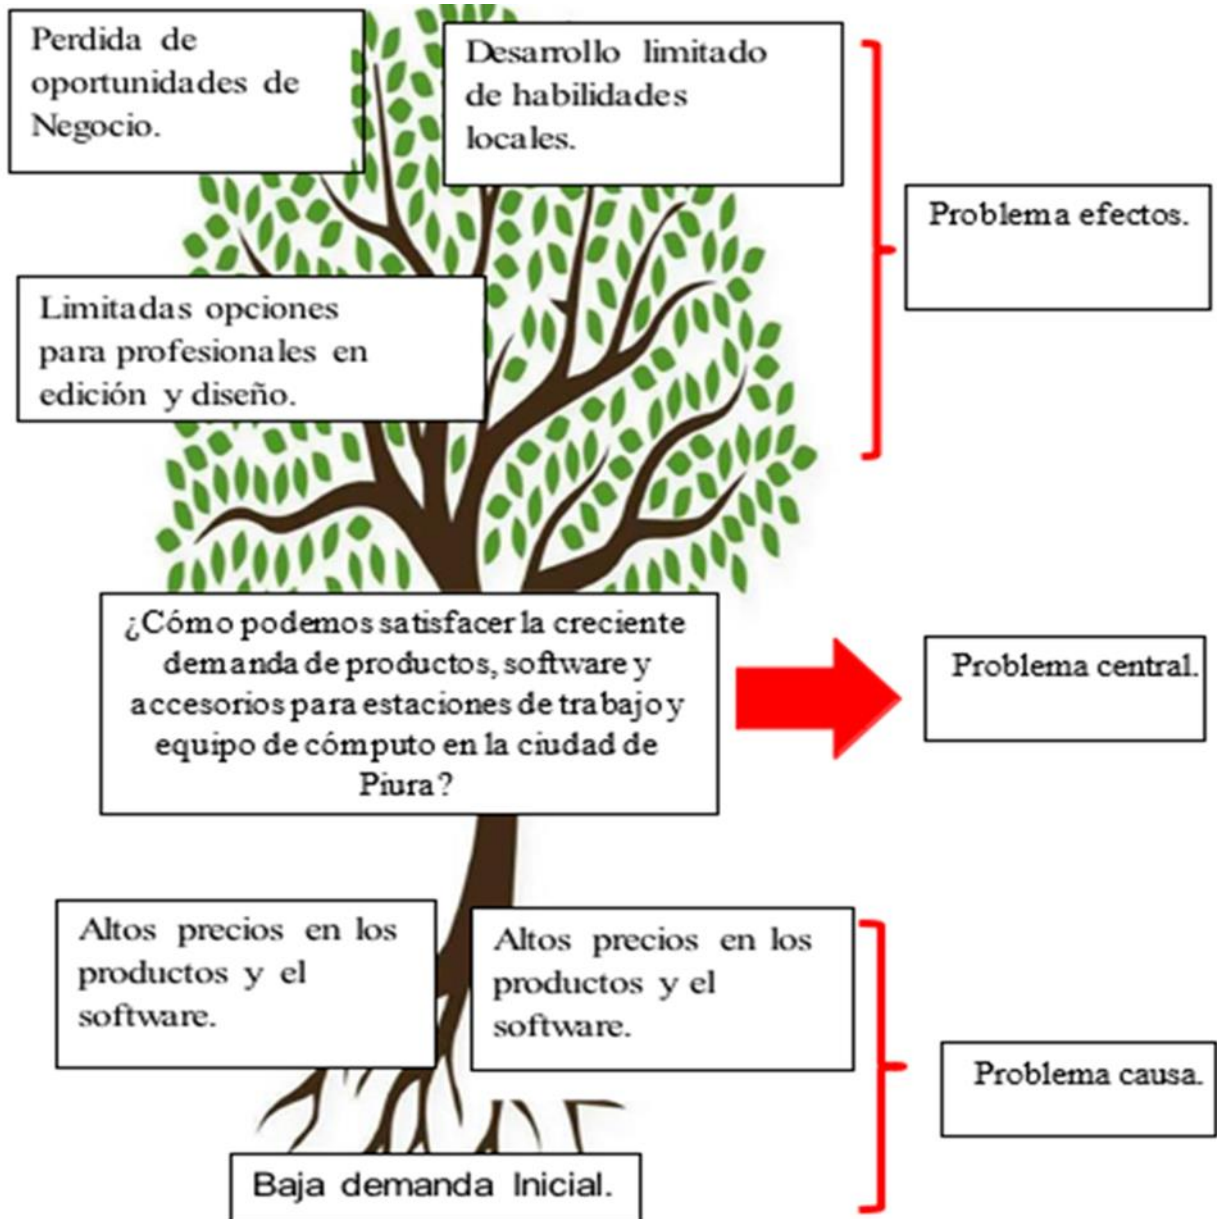 Perdida de
oportunidades de
Negocio.
Desarrollo limitado
de habilidades
locales.
Problema efectos.
Limitadas opciones
para profesionales en
edición y diseño.
¿Cómo podemos satisfacer la creciente
demanda de productos, software y
accesorios para estaciones de trabajo y
equipo de cómputo en la ciudad de
Piura?
Problema central.
Altos precios en los
productos y el
software.
Altos precios en los
productos y el
software.
Problema causa.
Baja demanda Inicial.